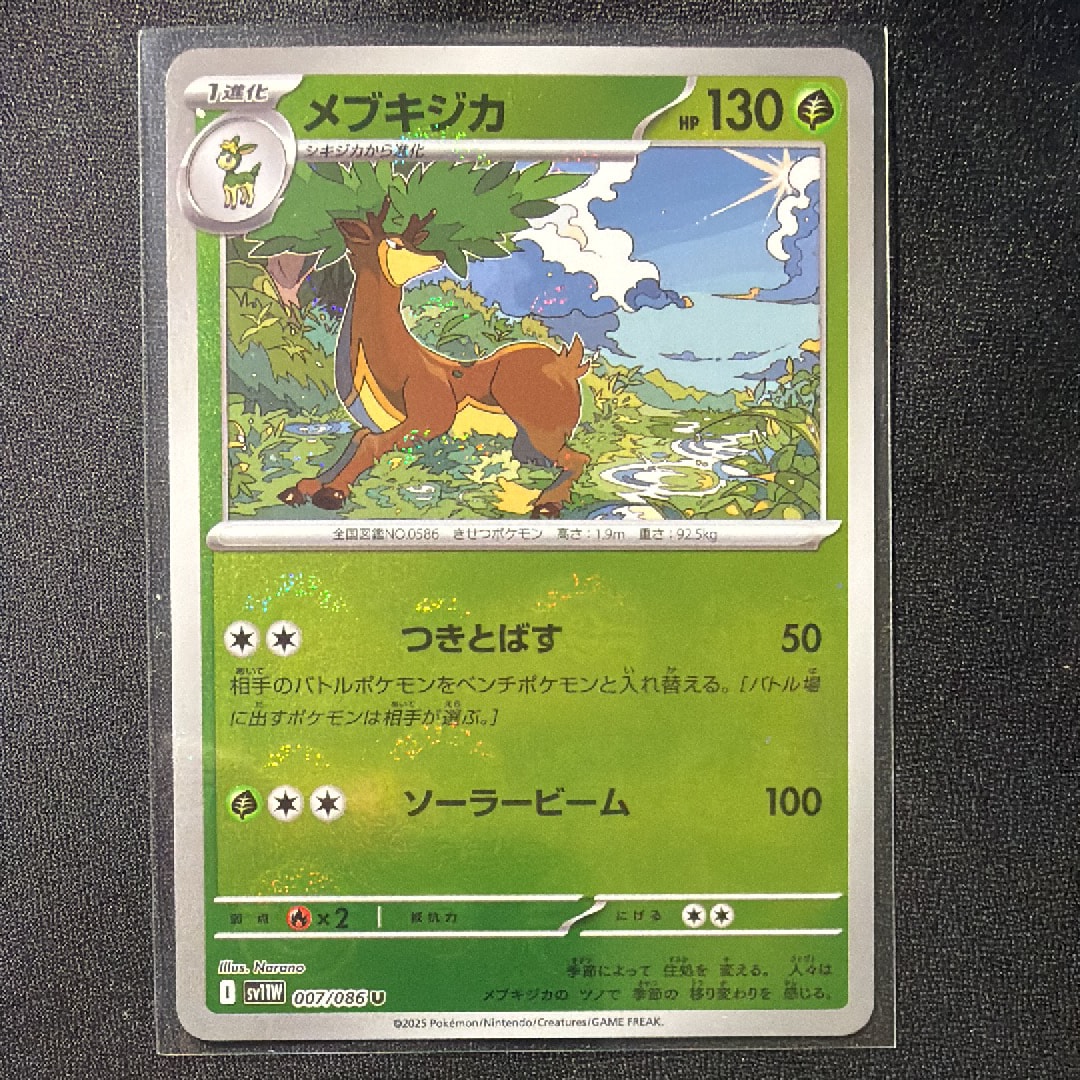 1進化
メブキジカ
HP 130
シキジカから進化
全国図鑑NO.0586 きせつポケモン 高さ:1.9m 重さ:92.5kg
つきとばす 50
相手のバトルポケモンをベンチポケモンと入れ替える。[バトル場
に出すポケモンは相手が選ぶ。]
ソーラービーム 100
弱点 ×2 抵抗力 にげる
Illus. Narano
I sv11W 007/086 U
季節によって 住処を 変える。 人々は
メブキジカの ツノで 季節の 移り変わりを 感じる。
©2025 Pokémon/Nintendo/Creatures/GAME FREAK.